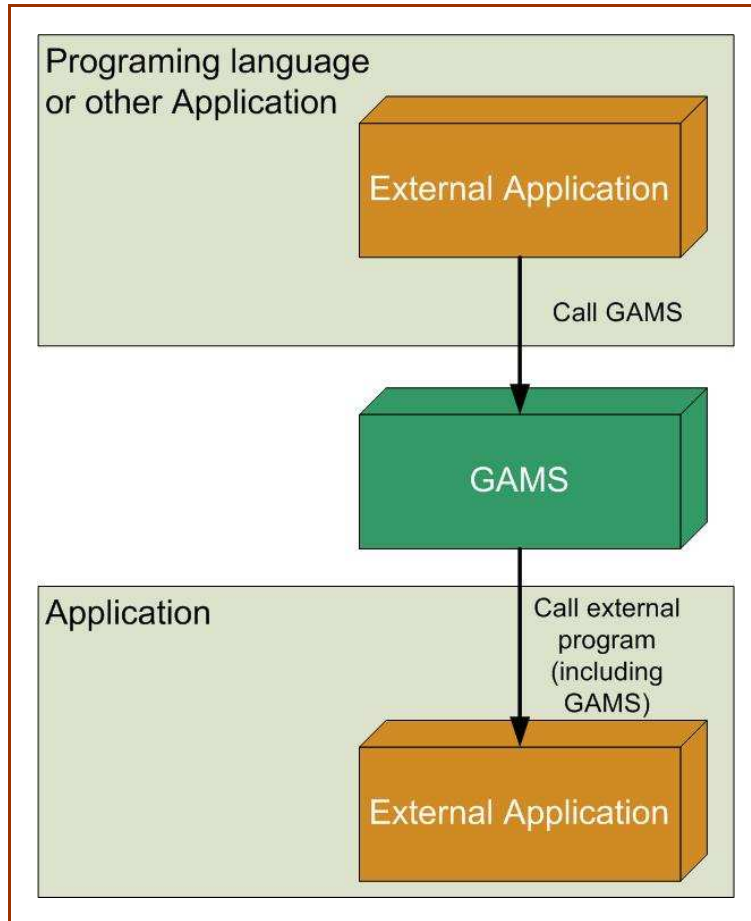 Programing language
or other Application
External Application
Call GAMS
GAMS
Application
Call external
program
(including
GAMS)
External Application